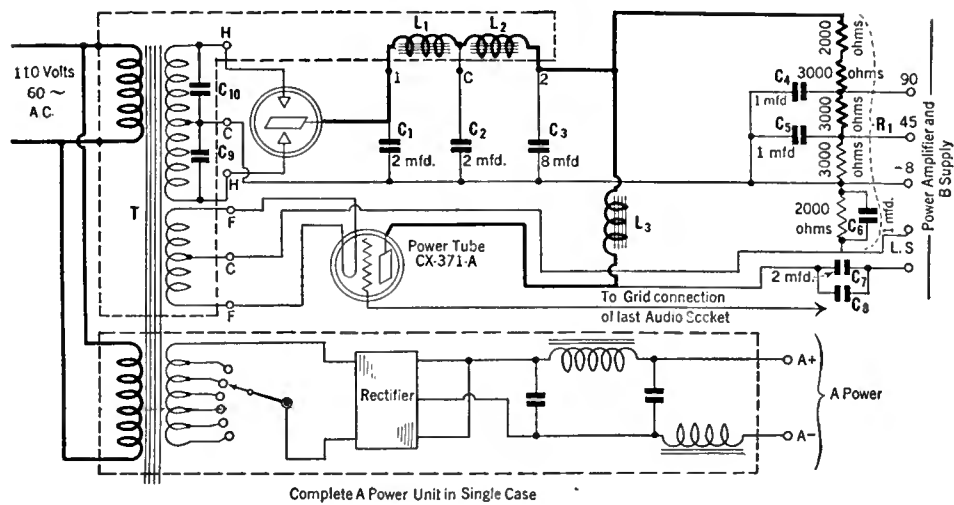 110 Volts
60 ~
A.C.
T
H
C₁₀
C
C₉
H
F
C
F
L₁
L₂
1
C
2
C₁
2 mfd.
C₂
2 mfd.
C₃
8 mfd
L₃
Power Tube
CX-371-A
To Grid connection
of last Audio Sccket
2000
ohms
3000 ohms
3000
ohms
3000
ohms
2000
ohms
C₄
1 mfd
C₅
1 mfd
R₁
C₆
1 mfd.
2 mfd.
C₇
C₈
90
45
-8
L.S
Power Amplifier and
B Supply
Rectifier
A+
A-
A Power
Complete A Power Unit in Single Case